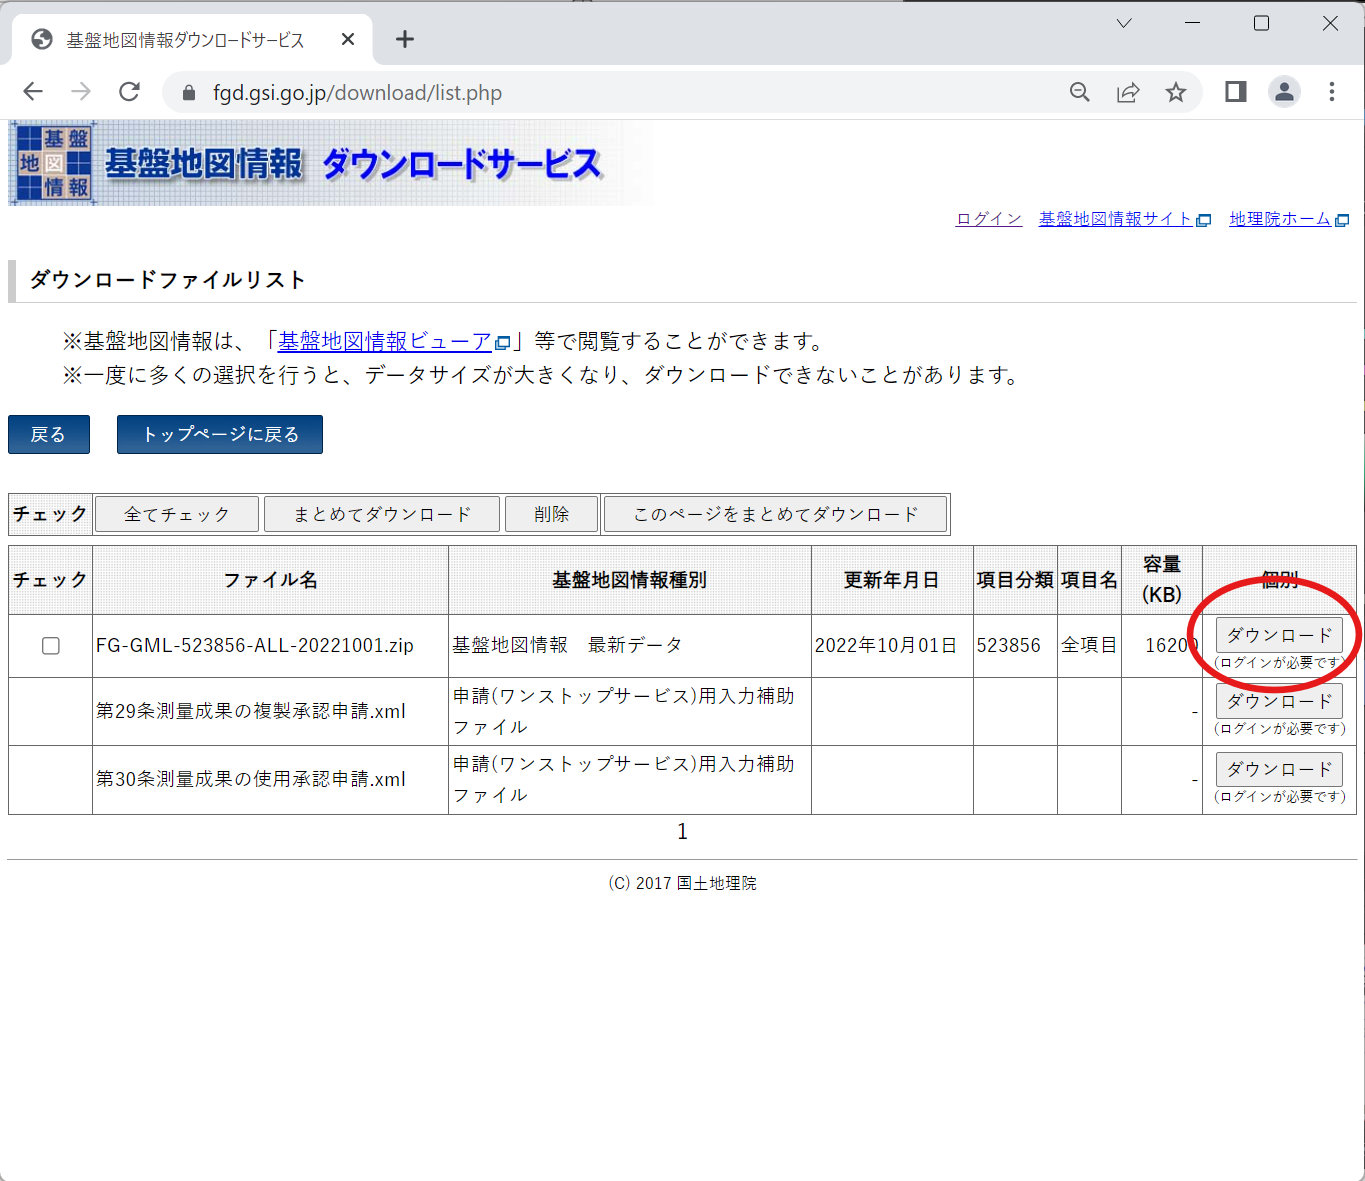 基盤地図情報ダウンロードサービス
fgd.gsi.go.jp/download/list.php
基盤
地図
情報
基盤地図情報 ダウンロードサービス
ログイン 基盤地図情報サイト 地理院ホーム
ダウンロードファイルリスト
※基盤地図情報は、「基盤地図情報ビューア」等で閲覧することができます。
※一度に多くの選択を行うと、データサイズが大きくなり、ダウンロードできないことがあります。
戻る トップページに戻る
チェック 全てチェック まとめてダウンロード 削除 このページをまとめてダウンロード
チェック ファイル名 基盤地図情報種別 更新年月日 項目分類 項目名 容量 個別
(KB)
FG-GML-523856-ALL-20221001.zip 基盤地図情報 最新データ 2022年10月01日 523856 全項目 16200 ダウンロード
(ログインが必要です)
第29条測量成果の複製承認申請.xml 申請(ワンストップサービス)用入力補助 - ダウンロード
ファイル (ログインが必要です)
第30条測量成果の使用承認申請.xml 申請(ワンストップサービス)用入力補助 - ダウンロード
ファイル (ログインが必要です)
1
(C) 2017 国土地理院